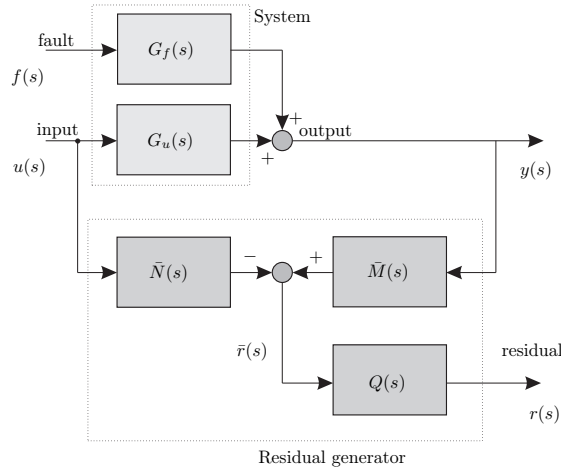 System
fault
G_f(s)
f(s)
+
input
output
G_u(s)
+
u(s)
y(s)
N̄(s)
−
+
M̄(s)
r̄(s)
residual
Q(s)
r(s)
Residual generator